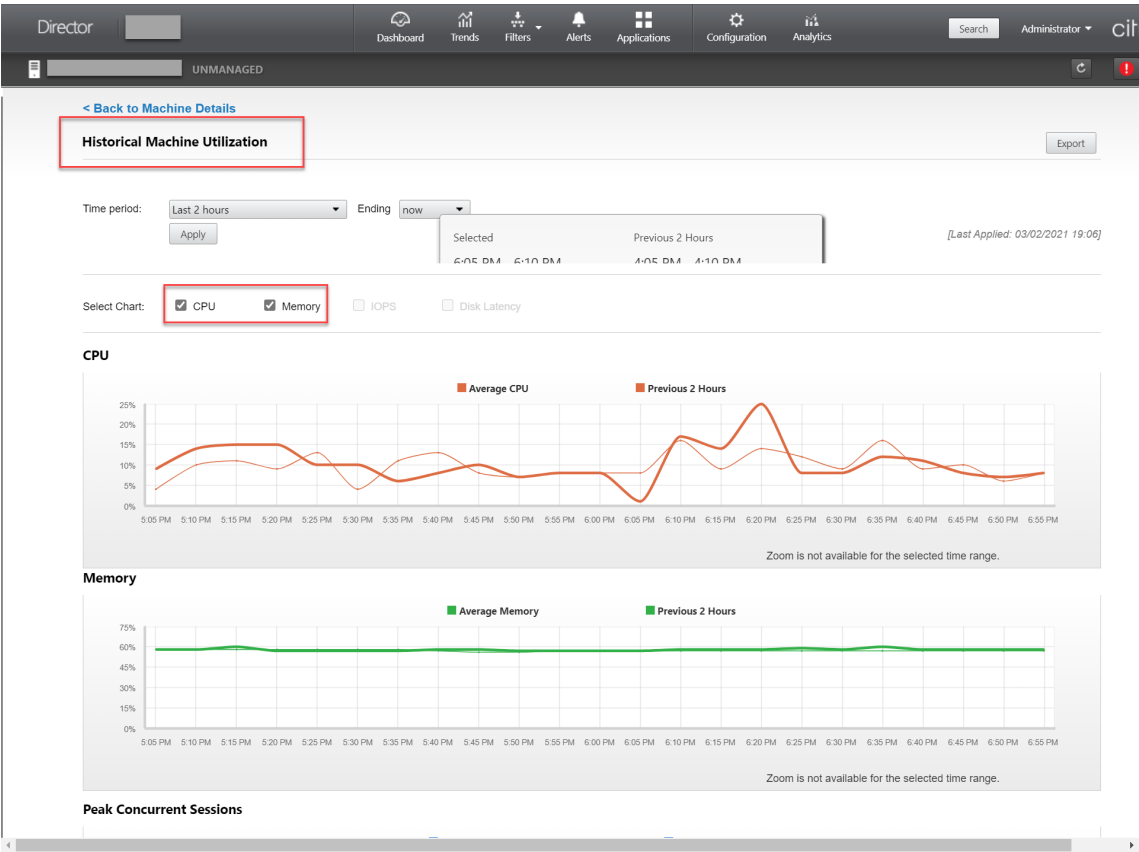 Director
Dashboard Trends Filters Alerts Applications Configuration Analytics Search Administrator cit
UNMANAGED
< Back to Machine Details
Historical Machine Utilization
Export
Time period: Last 2 hours Ending now
Apply
Selected Previous 2 Hours
6:05 PM 6:10 PM 4:05 PM 4:10 PM
[Last Applied: 03/02/2021 19:06]
Select Chart: CPU Memory IOPS Disk Latency
CPU
Average CPU Previous 2 Hours
25%
20%
15%
10%
5%
0%
5:05 PM 5:10 PM 5:15 PM 5:20 PM 5:25 PM 5:30 PM 5:35 PM 5:40 PM 5:45 PM 5:50 PM 5:55 PM 6:00 PM 6:05 PM 6:10 PM 6:15 PM 6:20 PM 6:25 PM 6:30 PM 6:35 PM 6:40 PM 6:45 PM 6:50 PM 6:55 PM
Zoom is not available for the selected time range.
Memory
Average Memory Previous 2 Hours
75%
60%
45%
30%
15%
0%
5:05 PM 5:10 PM 5:15 PM 5:20 PM 5:25 PM 5:30 PM 5:35 PM 5:40 PM 5:45 PM 5:50 PM 5:55 PM 6:00 PM 6:05 PM 6:10 PM 6:15 PM 6:20 PM 6:25 PM 6:30 PM 6:35 PM 6:40 PM 6:45 PM 6:50 PM 6:55 PM
Zoom is not available for the selected time range.
Peak Concurrent Sessions